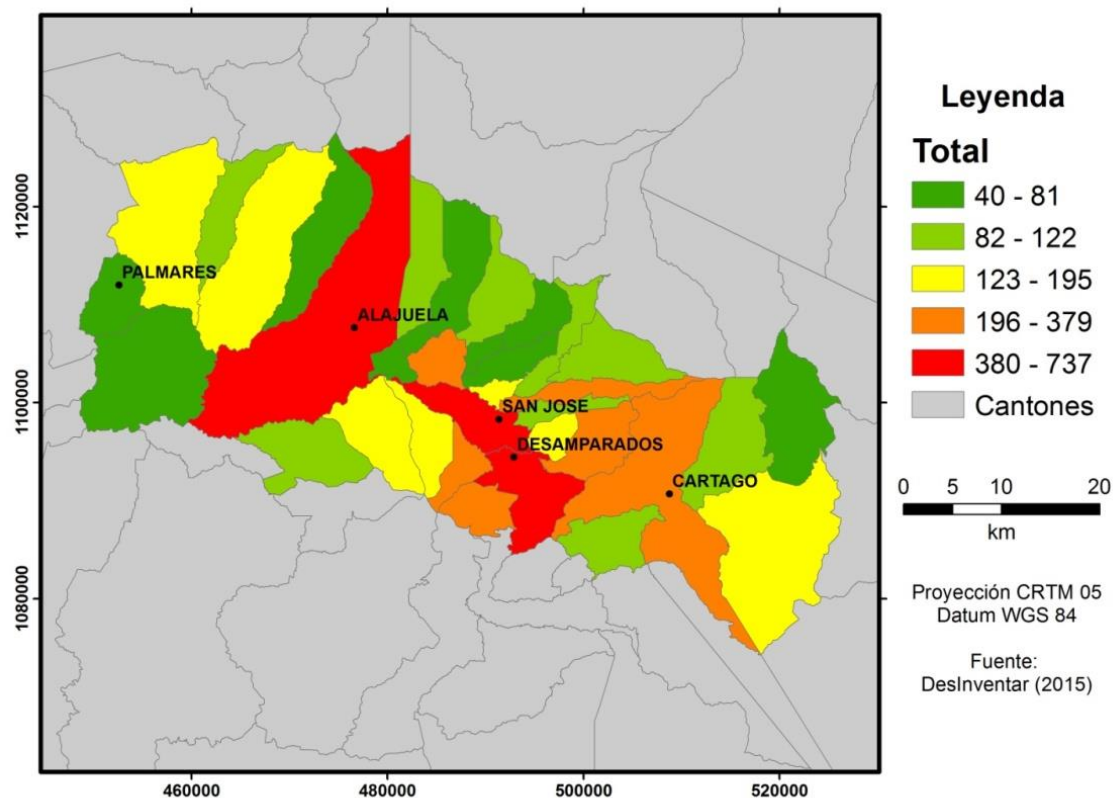 1120000
1100000
1080000
460000
480000
500000
520000
PALMARES
ALAJUELA
SAN JOSE
DESAMPARADOS
CARTAGO
Leyenda
Total
40 - 81
82 - 122
123 - 195
196 - 379
380 - 737
Cantones
0 5 10 20
km
Proyección CRTM 05
Datum WGS 84
Fuente:
DesInventar (2015)